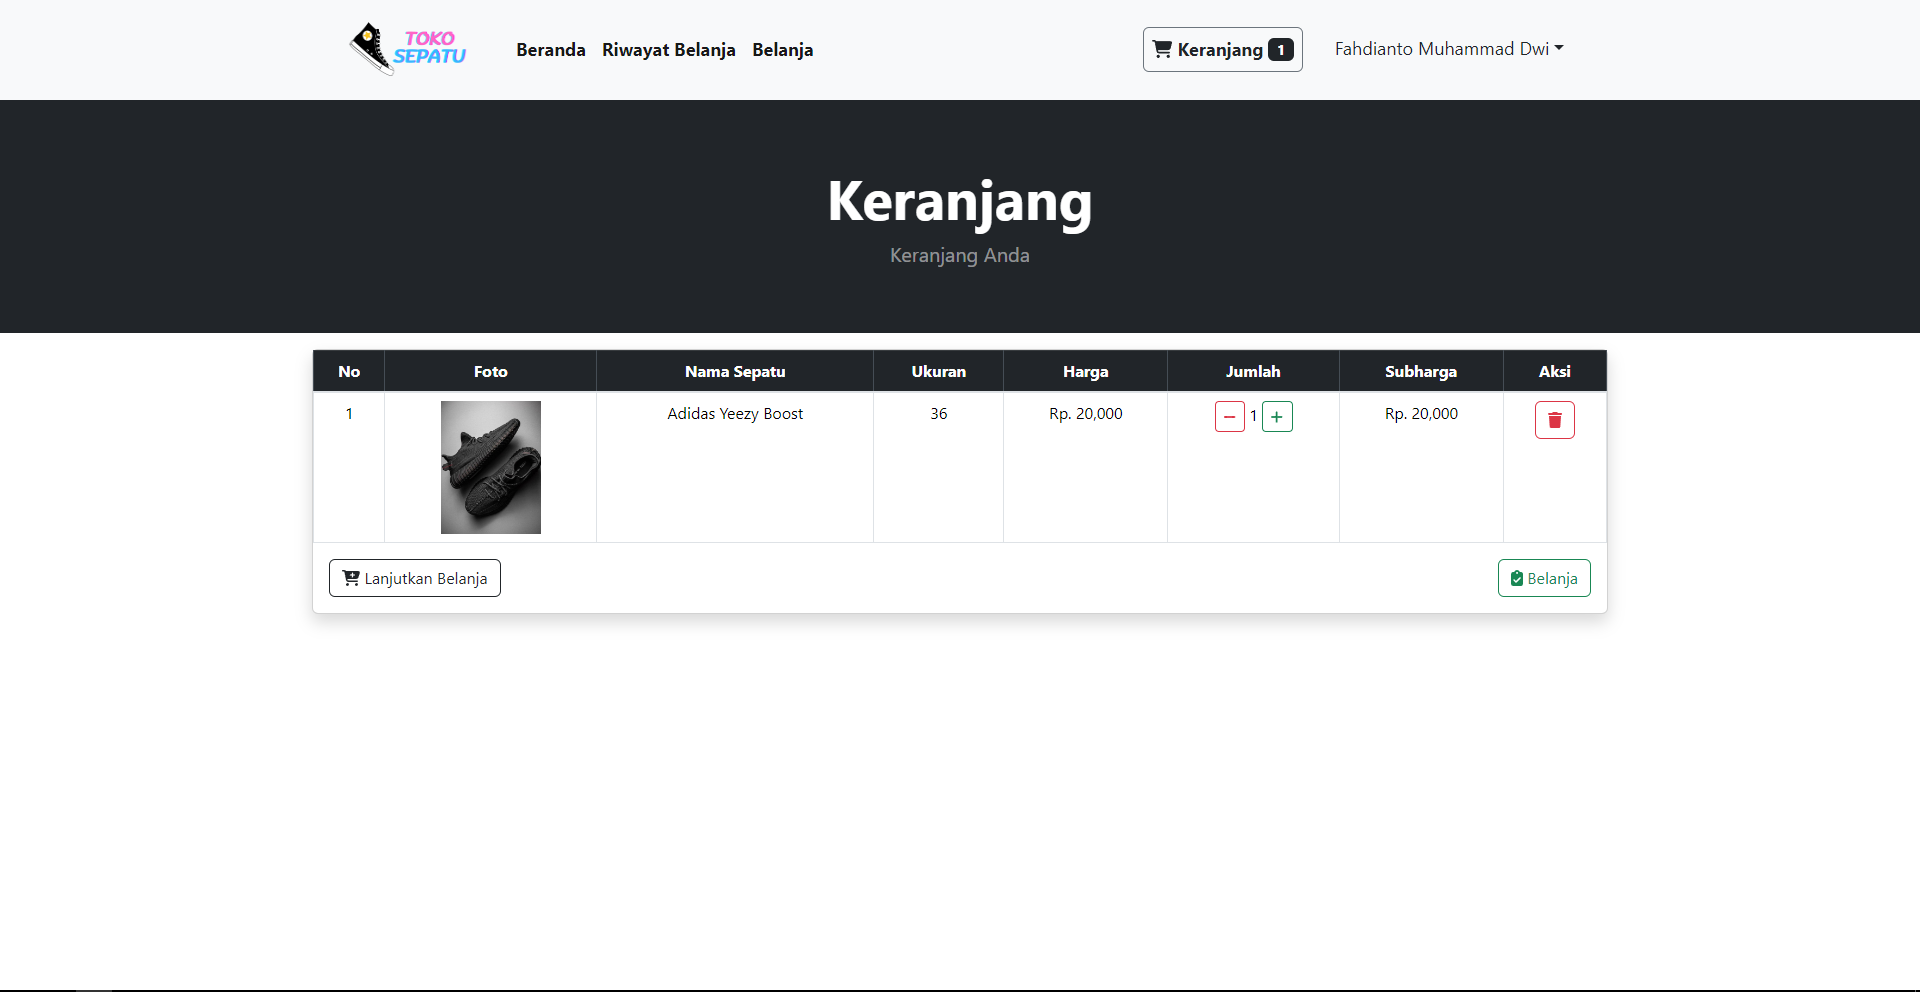 TOKO
SEPATU
Beranda Riwayat Belanja Belanja Keranjang 1 Fahdianto Muhammad Dwi
Keranjang
Keranjang Anda
No Foto Nama Sepatu Ukuran Harga Jumlah Subharga Aksi
1 Adidas Yeezy Boost 36 Rp. 20,000 − 1 + Rp. 20,000
Lanjutkan Belanja Belanja